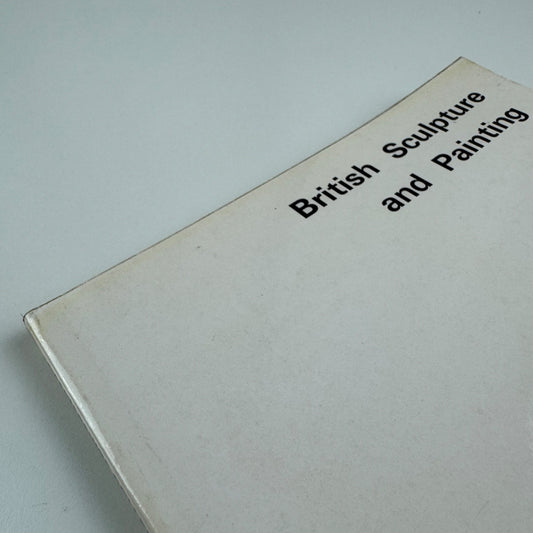 British Sculpture
and Painting